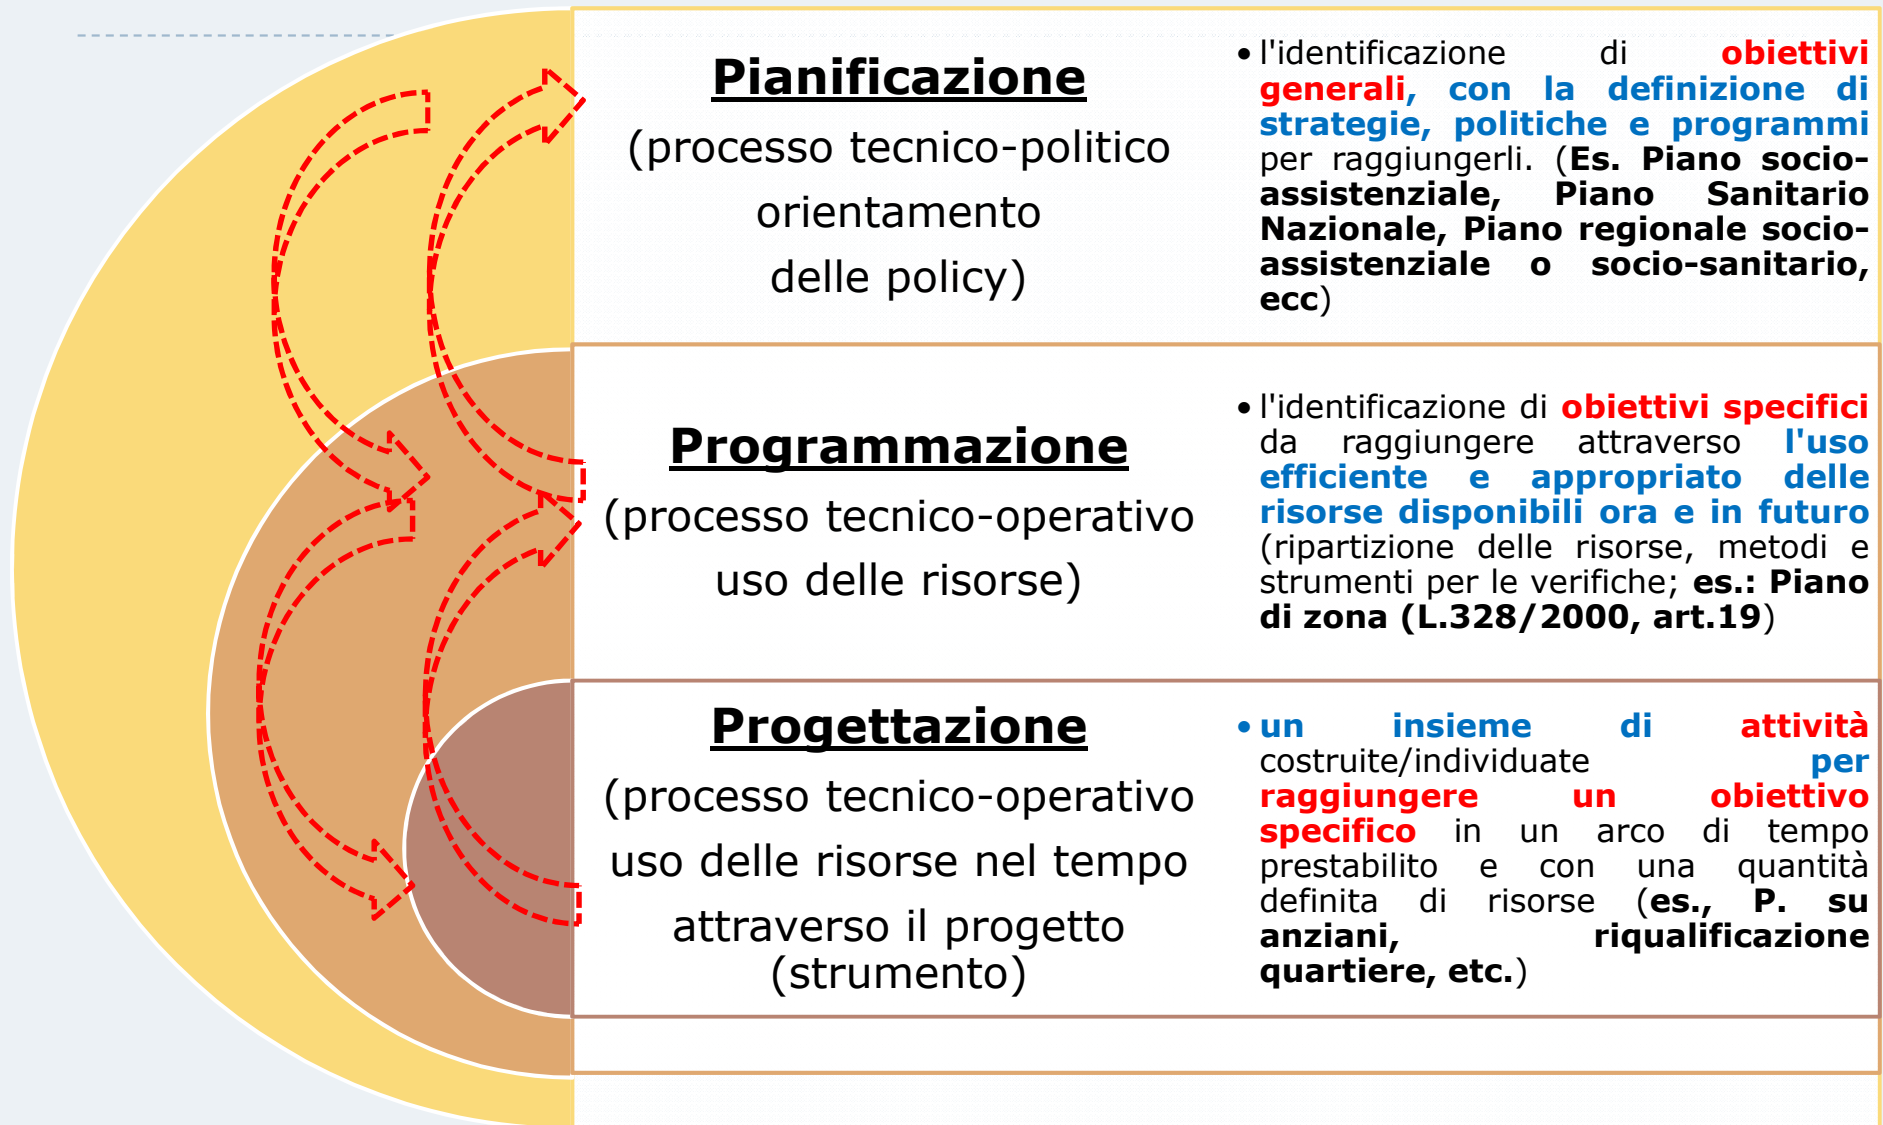 Pianificazione
(processo tecnico-politico
orientamento
delle policy)
• l'identificazione di obiettivi
generali, con la definizione di
strategie, politiche e programmi
per raggiungerli. (Es. Piano socio-
assistenziale, Piano Sanitario
Nazionale, Piano regionale socio-
assistenziale o socio-sanitario,
ecc)
Programmazione
(processo tecnico-operativo
uso delle risorse)
• l'identificazione di obiettivi specifici
da raggiungere attraverso l'uso
efficiente e appropriato delle
risorse disponibili ora e in futuro
(ripartizione delle risorse, metodi e
strumenti per le verifiche; es.: Piano
di zona (L.328/2000, art.19)
Progettazione
(processo tecnico-operativo
uso delle risorse nel tempo
attraverso il progetto
(strumento)
• un insieme di attività
costruite/individuate per
raggiungere un obiettivo
specifico in un arco di tempo
prestabilito e con una quantità
definita di risorse (es., P. su
anziani, riqualificazione
quartiere, etc.)